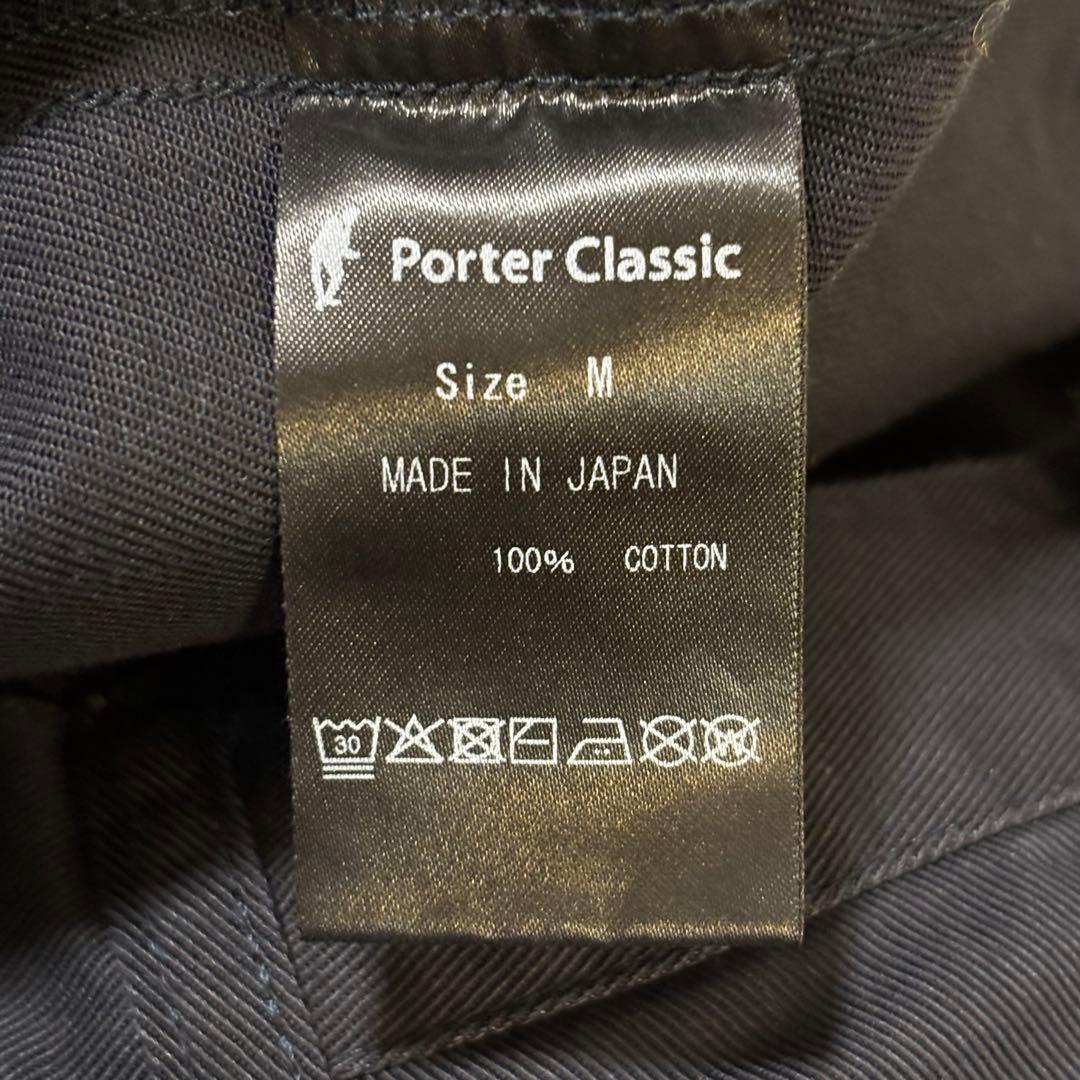 Porter Classic
Size M
MADE IN JAPAN
100% COTTON
30
W